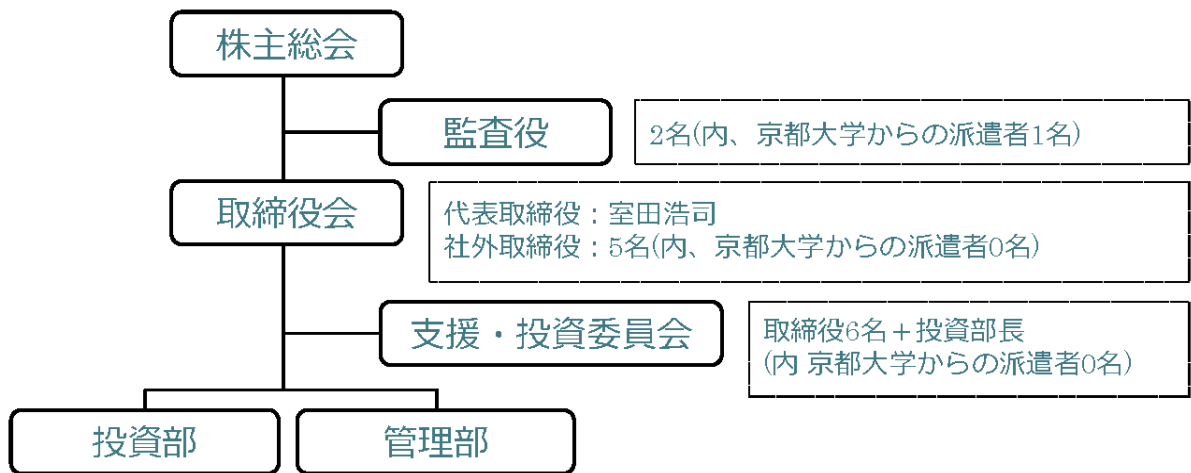 株主総会
監査役
2名(内、京都大学からの派遣者1名)
取締役会
代表取締役：室田浩司
社外取締役：5名(内、京都大学からの派遣者0名)
支援・投資委員会
取締役6名＋投資部長
(内 京都大学からの派遣者0名)
投資部
管理部